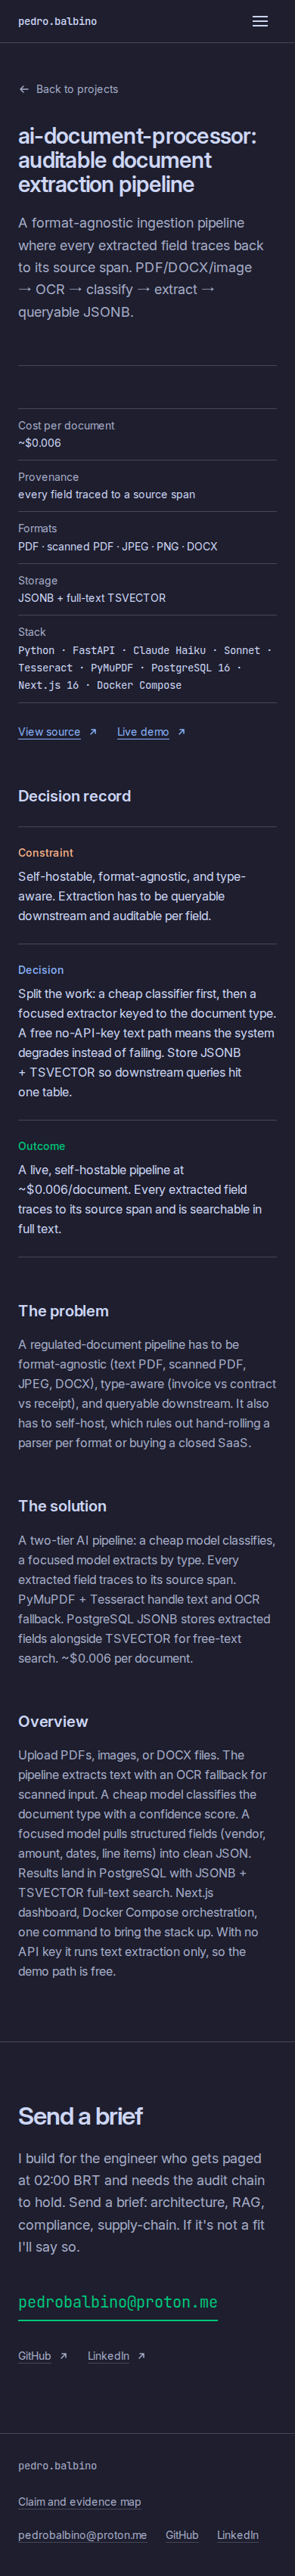 pedro.balbino
← Back to projects
ai-document-processor:
auditable document
extraction pipeline
A format-agnostic ingestion pipeline
where every extracted field traces back
to its source span. PDF/DOCX/image
→ OCR → classify → extract →
queryable JSONB.
Cost per document
~$0.006
Provenance
every field traced to a source span
Formats
PDF · scanned PDF · JPEG · PNG · DOCX
Storage
JSONB + full-text TSVECTOR
Stack
Python · FastAPI · Claude Haiku · Sonnet ·
Tesseract · PyMuPDF · PostgreSQL 16 ·
Next.js 16 · Docker Compose
View source ↗ Live demo ↗
Decision record
Constraint
Self-hostable, format-agnostic, and type-
aware. Extraction has to be queryable
downstream and auditable per field.
Decision
Split the work: a cheap classifier first, then a
focused extractor keyed to the document type.
A free no-API-key text path means the system
degrades instead of failing. Store JSONB
+ TSVECTOR so downstream queries hit
one table.
Outcome
A live, self-hostable pipeline at
~$0.006/document. Every extracted field
traces to its source span and is searchable in
full text.
The problem
A regulated-document pipeline has to be
format-agnostic (text PDF, scanned PDF,
JPEG, DOCX), type-aware (invoice vs contract
vs receipt), and queryable downstream. It also
has to self-host, which rules out hand-rolling a
parser per format or buying a closed SaaS.
The solution
A two-tier AI pipeline: a cheap model classifies,
a focused model extracts by type. Every
extracted field traces to its source span.
PyMuPDF + Tesseract handle text and OCR
fallback. PostgreSQL JSONB stores extracted
fields alongside TSVECTOR for free-text
search. ~$0.006 per document.
Overview
Upload PDFs, images, or DOCX files. The
pipeline extracts text with an OCR fallback for
scanned input. A cheap model classifies the
document type with a confidence score. A
focused model pulls structured fields (vendor,
amount, dates, line items) into clean JSON.
Results land in PostgreSQL with JSONB +
TSVECTOR full-text search. Next.js
dashboard, Docker Compose orchestration,
one command to bring the stack up. With no
API key it runs text extraction only, so the
demo path is free.
Send a brief
I build for the engineer who gets paged
at 02:00 BRT and needs the audit chain
to hold. Send a brief: architecture, RAG,
compliance, supply-chain. If it's not a fit
I'll say so.
pedrobalbino@proton.me
GitHub ↗ LinkedIn ↗
pedro.balbino
Claim and evidence map
pedrobalbino@proton.me GitHub LinkedIn